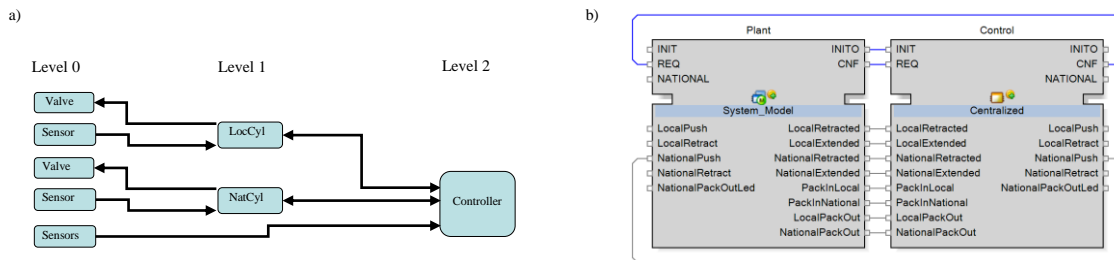 a)
Level 0
Level 1
Level 2
Valve
Sensor
LocCyl
Valve
Sensor
NatCyl
Sensors
Controller
b)
Plant
Control
INIT
INITO
REQ
CNF
NATIONAL
System_Model
LocalPush
LocalRetracted
LocalRetract
LocalExtended
NationalPush
NationalRetracted
NationalRetract
NationalExtended
NationalPackOutLed
PackInLocal
PackInNational
LocalPackOut
NationalPackOut
INIT
INITO
REQ
CNF
NATIONAL
Centralized
LocalRetracted
LocalPush
LocalExtended
LocalRetract
NationalRetracted
NationalPush
NationalExtended
NationalRetract
PackInLocal
NationalPackOutLed
PackInNational
LocalPackOut
NationalPackOut